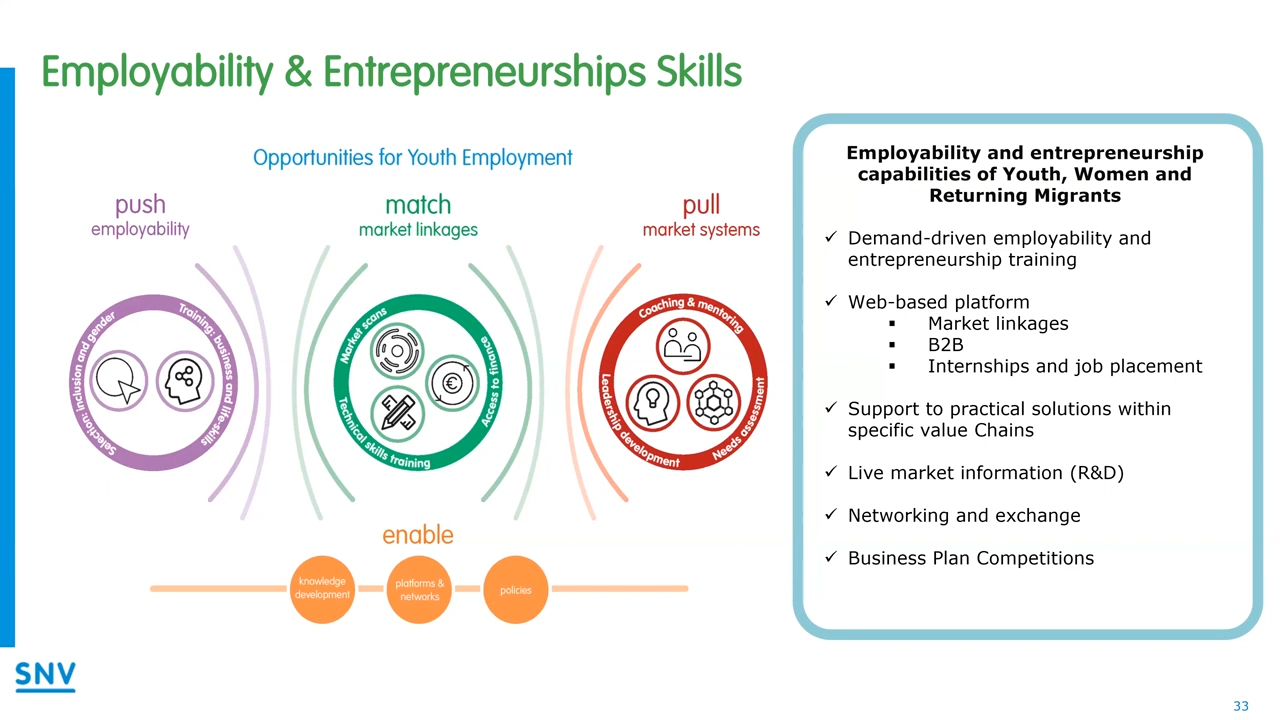 Employability & Entrepreneurships Skills
Opportunities for Youth Employment
push
employability
match
market linkages
pull
market systems
Selection: inclusion and gender
Training: business and life-skills
Market scans
Access to finance
Technical skills training
Coaching & mentoring
Leadership development
Needs assessment
enable
knowledge
development
platforms &
networks
policies
Employability and entrepreneurship
capabilities of Youth, Women and
Returning Migrants
✓ Demand-driven employability and
entrepreneurship training
✓ Web-based platform
▪ Market linkages
▪ B2B
▪ Internships and job placement
✓ Support to practical solutions within
specific value Chains
✓ Live market information (R&D)
✓ Networking and exchange
✓ Business Plan Competitions
SNV
33